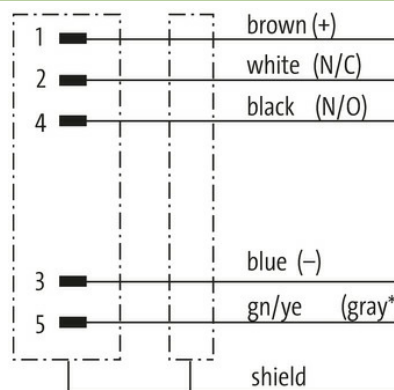 1 brown (+)
2 white (N/C)
4 black (N/O)
3 blue (–)
5 gn/ye (gray*
shield